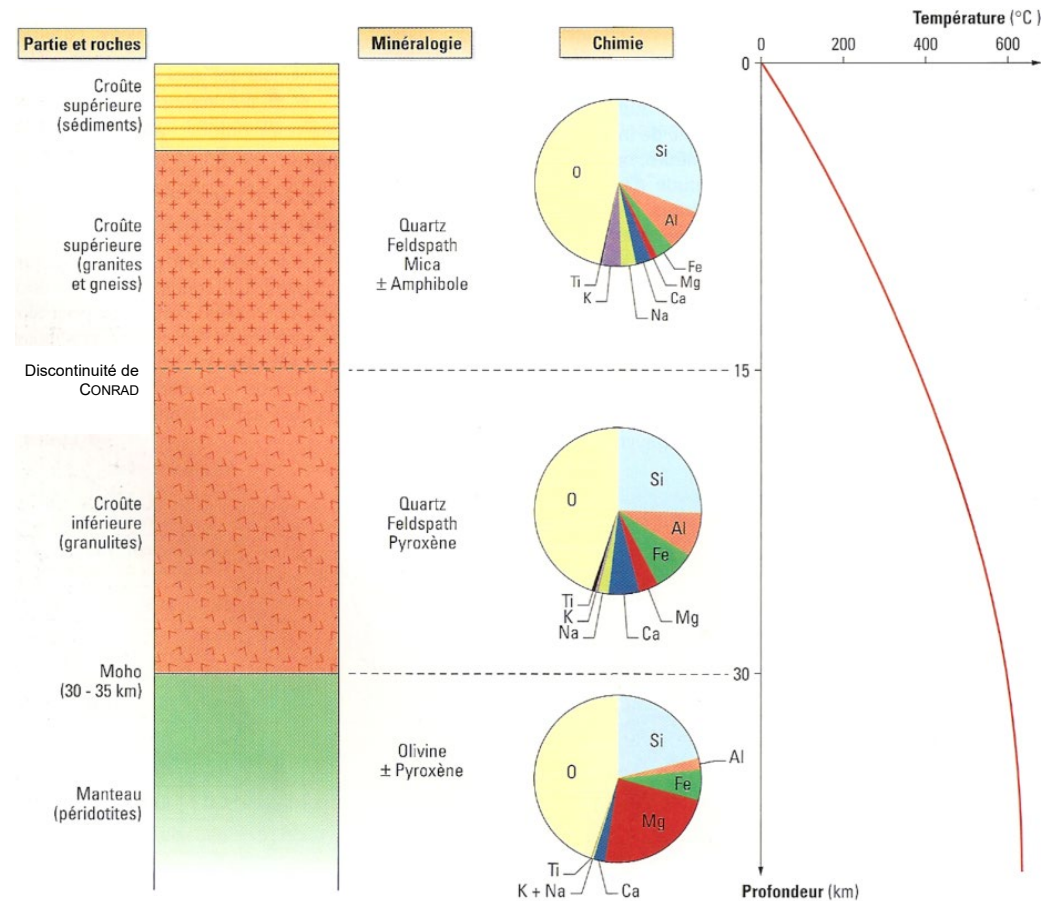 Partie et roches
Minéralogie
Chimie
Température (°C )
0
200
400
600
0
Croûte
supérieure
(sédiments)
Croûte
supérieure
(granites
et gneiss)
Quartz
Feldspath
Mica
± Amphibole
O
Si
Al
Fe
Mg
Ca
Na
K
Ti
Discontinuité de
CONRAD
15
Croûte
inférieure
(granulites)
Quartz
Feldspath
Pyroxène
O
Si
Al
Fe
Mg
Ca
Na
K
Ti
Moho
(30 - 35 km)
30
Manteau
(péridotites)
Olivine
± Pyroxène
O
Si
Al
Fe
Mg
Ca
K + Na
Ti
Profondeur (km)